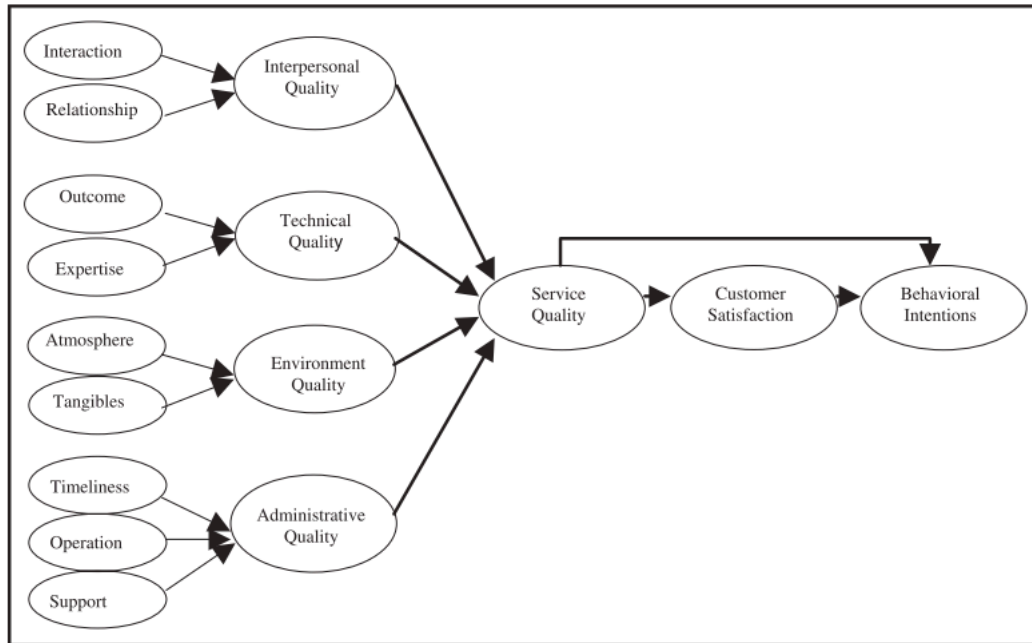 Interaction
Relationship
Interpersonal
Quality
Outcome
Expertise
Technical
Quality
Atmosphere
Tangibles
Environment
Quality
Timeliness
Operation
Support
Administrative
Quality
Service
Quality
Customer
Satisfaction
Behavioral
Intentions